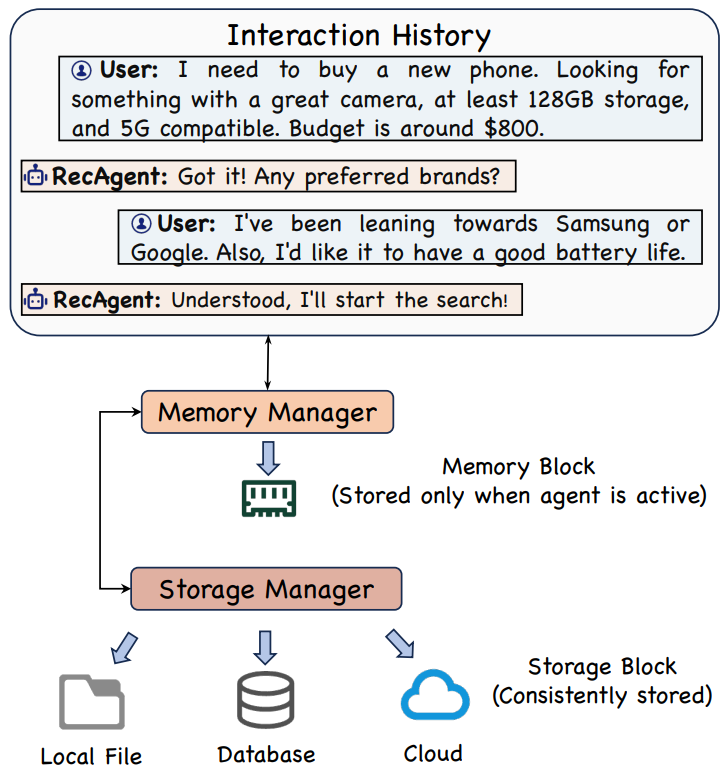 Interaction History
User: I need to buy a new phone. Looking for
something with a great camera, at least 128GB storage,
and 5G compatible. Budget is around $800.
RecAgent: Got it! Any preferred brands?
User: I've been leaning towards Samsung or
Google. Also, I'd like it to have a good battery life.
RecAgent: Understood, I'll start the search!
Memory Manager
Memory Block
(Stored only when agent is active)
Storage Manager
Storage Block
(Consistently stored)
Local File
Database
Cloud